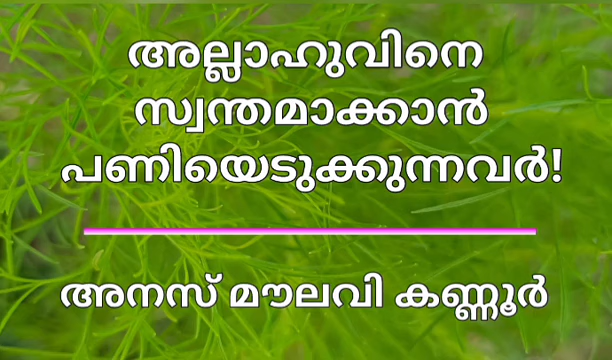 അല്ലാഹുവിനെ
സ്വന്തമാക്കാൻ
പണിയെടുക്കുന്നവർ!
അനസ് മൗലവി കണ്ണൂർ